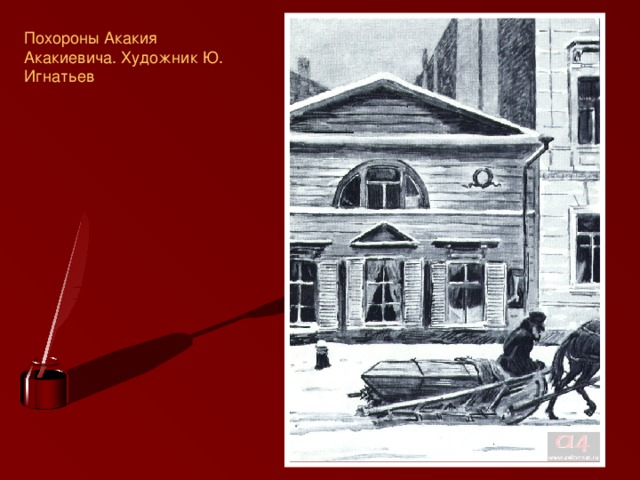 Похороны Акакия
Акакиевича. Художник Ю.
Игнатьев